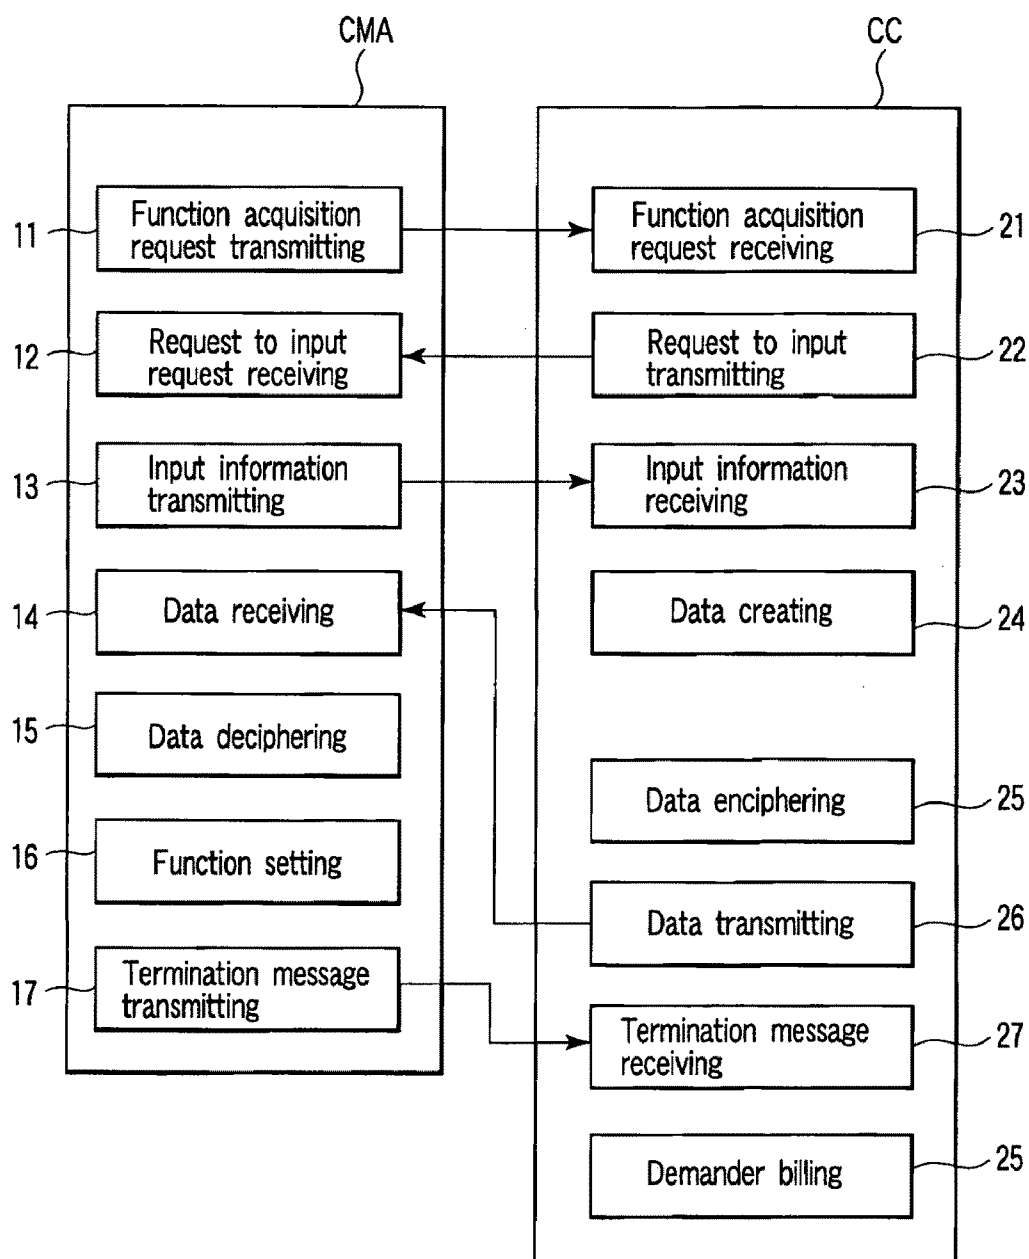 CMA
CC
11
Function acquisition
request transmitting
Function acquisition
request receiving
21
12
Request to input
request receiving
Request to input
transmitting
22
13
Input information
transmitting
Input information
receiving
23
14
Data receiving
Data creating
24
15
Data deciphering
Data enciphering
25
16
Function setting
Data transmitting
26
17
Termination message
transmitting
Termination message
receiving
27
Demander billing
25